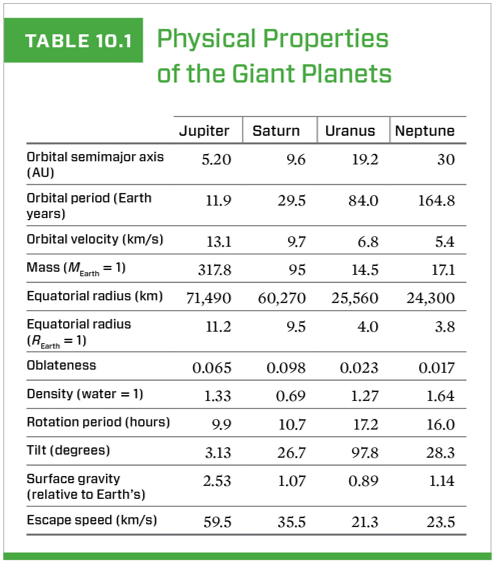 TABLE 10.1 Physical Properties
of the Giant Planets
Jupiter Saturn Uranus Neptune
Orbital semimajor axis
(AU) 5.20 9.6 19.2 30
Orbital period (Earth
years) 11.9 29.5 84.0 164.8
Orbital velocity (km/s) 13.1 9.7 6.8 5.4
Mass (MEarth = 1) 317.8 95 14.5 17.1
Equatorial radius (km) 71,490 60,270 25,560 24,300
Equatorial radius
(REarth = 1) 11.2 9.5 4.0 3.8
Oblateness 0.065 0.098 0.023 0.017
Density (water = 1) 1.33 0.69 1.27 1.64
Rotation period (hours) 9.9 10.7 17.2 16.0
Tilt (degrees) 3.13 26.7 97.8 28.3
Surface gravity
(relative to Earth's) 2.53 1.07 0.89 1.14
Escape speed (km/s) 59.5 35.5 21.3 23.5